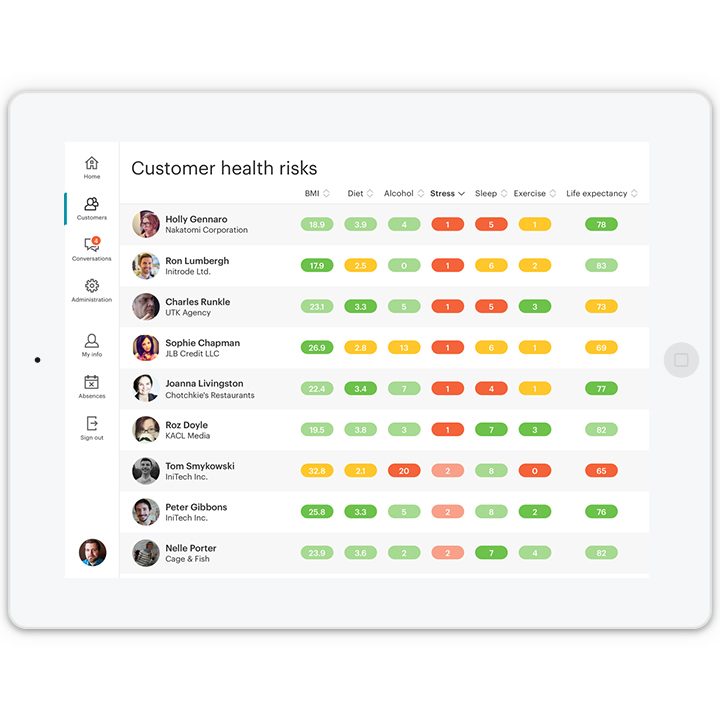 Customer health risks
BMI Diet Alcohol Stress Sleep Exercise Life expectancy
Home
Customers
4
Conversations
Administration
My info
Absences
Sign out
Holly Gennaro
Nakatomi Corporation
18.9 3.9 4 1 5 1 78
Ron Lumbergh
Initrode Ltd.
17.9 2.5 0 1 6 2 83
Charles Runkle
UTK Agency
23.1 3.3 5 1 5 3 73
Sophie Chapman
JLB Credit LLC
26.9 2.8 13 1 6 1 69
Joanna Livingston
Chotchkie's Restaurants
22.4 3.4 7 1 4 1 77
Roz Doyle
KACL Media
19.5 3.8 3 1 7 3 82
Tom Smykowski
IniTech Inc.
32.8 2.1 20 2 8 0 65
Peter Gibbons
IniTech Inc.
25.8 3.3 5 2 8 2 76
Nelle Porter
Cage & Fish
23.9 3.6 2 2 7 4 82